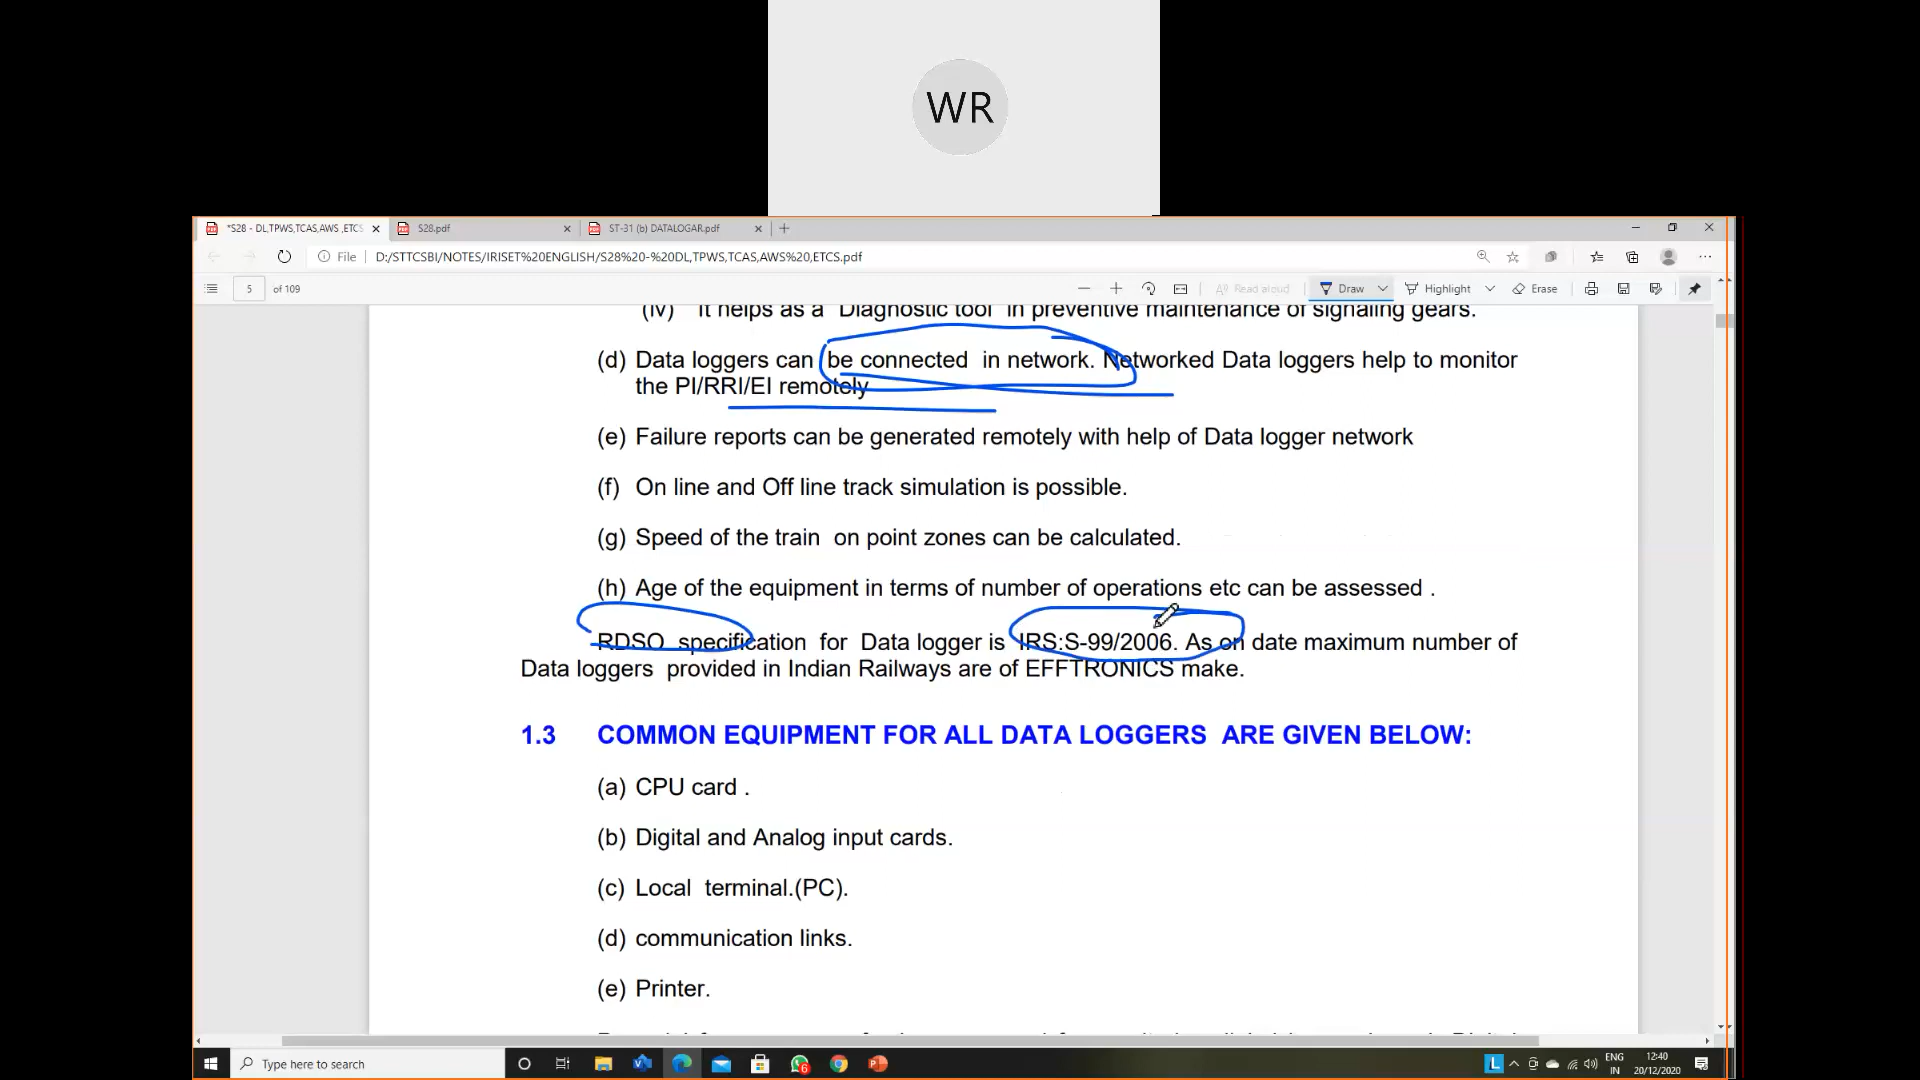 WR
*S28 - DL,TPWS,TCAS,AWS ,ETCS
S28.pdf
ST-31 (b) DATALOGAR.pdf
File
D:/STTCSBI/NOTES/IRISET%20ENGLISH/S28%20-%20DL,TPWS,TCAS,AWS%20,ETCS.pdf
5 of 109
Read aloud
Draw
Highlight
Erase
(iv) It helps as a Diagnostic tool in preventive maintenance of signaling gears.
(d) Data loggers can be connected in network. Networked Data loggers help to monitor
the PI/RRI/EI remotely
(e) Failure reports can be generated remotely with help of Data logger network
(f) On line and Off line track simulation is possible.
(g) Speed of the train on point zones can be calculated.
(h) Age of the equipment in terms of number of operations etc can be assessed .
RDSO specification for Data logger is IRS:S-99/2006. As on date maximum number of
Data loggers provided in Indian Railways are of EFFTRONICS make.
1.3 COMMON EQUIPMENT FOR ALL DATA LOGGERS ARE GIVEN BELOW:
(a) CPU card .
(b) Digital and Analog input cards.
(c) Local terminal.(PC).
(d) communication links.
(e) Printer.
Type here to search
6
L
ENG
IN
12:40
20/12/2020